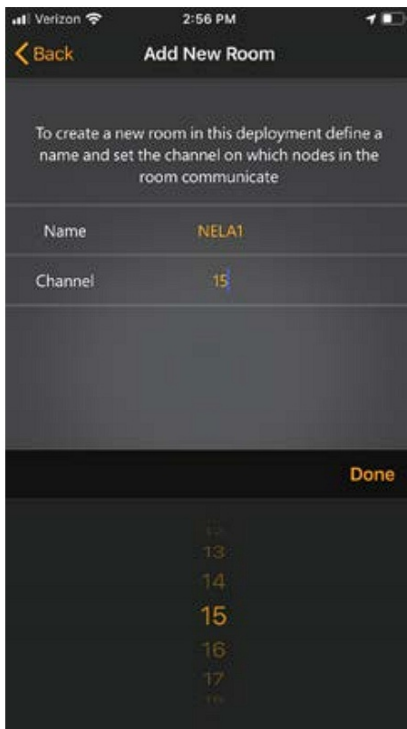 Verizon 2:56 PM
Back Add New Room
To create a new room in this deployment define a
name and set the channel on which nodes in the
room communicate
Name NELA1
Channel 15
Done
13
14
15
16
17